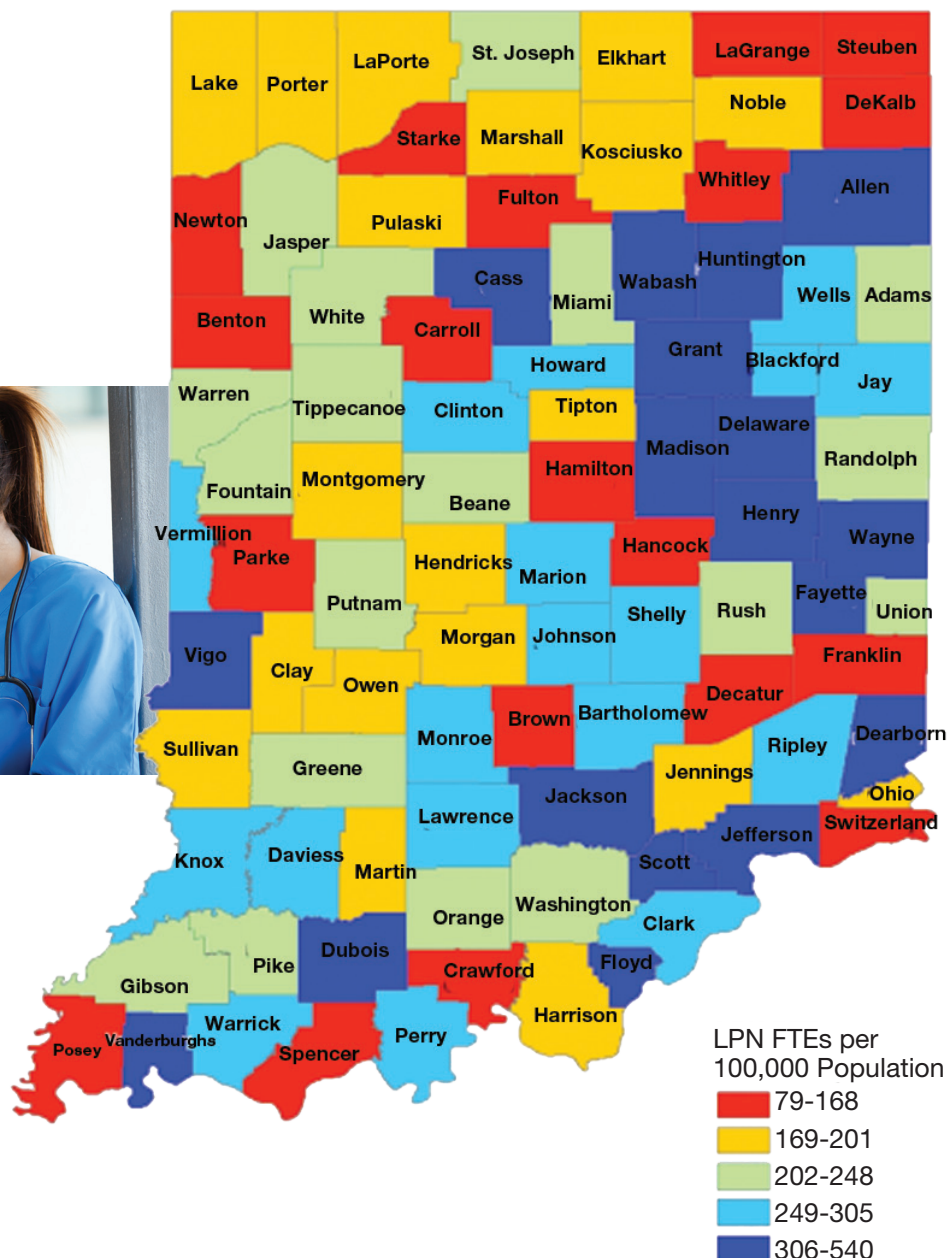 St. Joseph
LaGrange
Steuben
LaPorte
Elkhart
Lake
Porter
Noble
DeKalb
Starke
Marshall
Kosciusko
Whitley
Allen
Fulton
Newton
Pulaski
Jasper
Huntington
Cass
Wabash
Miami
Wells
Adams
White
Benton
Carroll
Grant
Blackford
Howard
Jay
Warren
Tippecanoe
Clinton
Tipton
Delaware
Madison
Randolph
Hamilton
Montgomery
Fountain
Beane
Henry
Vermillion
Wayne
Hancock
Parke
Hendricks
Marion
Fayette
Putnam
Rush
Union
Shelly
Morgan
Johnson
Vigo
Franklin
Clay
Owen
Decatur
Brown
Bartholomew
Dearborn
Monroe
Ripley
Sullivan
Greene
Jennings
Ohio
Jackson
Lawrence
Switzerland
Jefferson
Daviess
Knox
Scott
Martin
Washington
Orange
Clark
Dubois
Floyd
Pike
Crawford
Gibson
Harrison
Warrick
Perry
Vanderburghs
Posey
Spencer
LPN FTEs per
100,000 Population
79-168
169-201
202-248
249-305
306-540